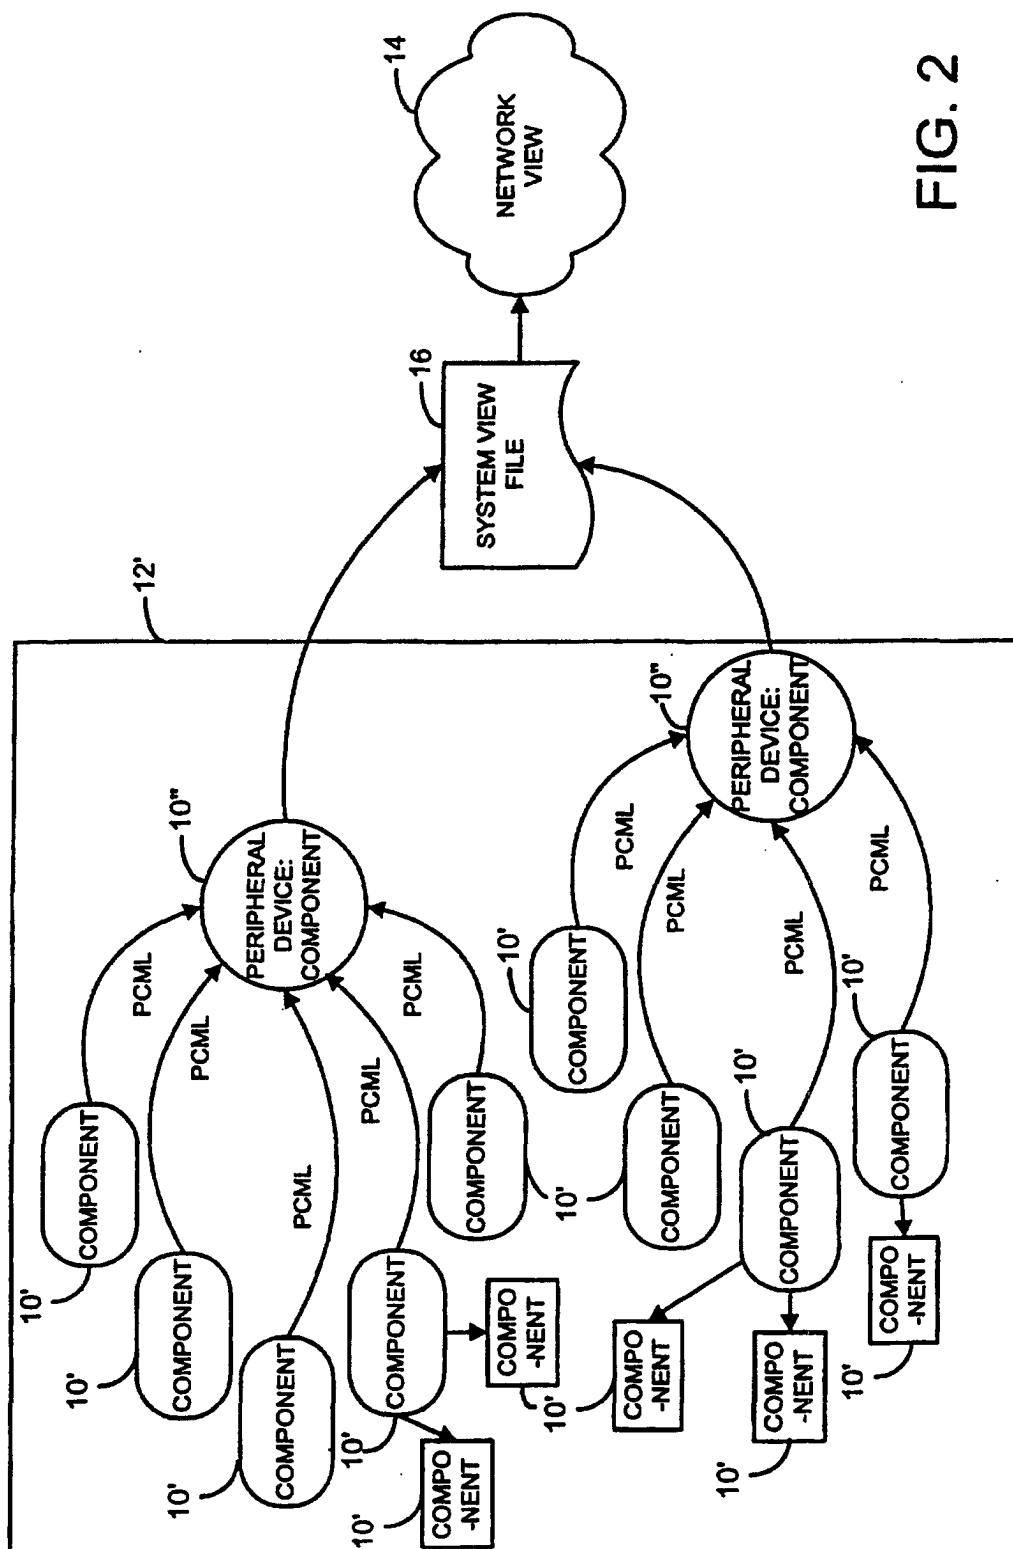 10'
COMPONENT
PCML
10"
12'
10'
COMPONENT
PCML
PERIPHERAL
DEVICE:
COMPONENT
10'
COMPONENT
PCML
10'
COMPONENT
PCML
PCML
COMPONENT
10'
COMPO
-NENT
COMPO
-NENT
10'
10'
16
SYSTEM VIEW
FILE
14
NETWORK
VIEW
10'
COMPONENT
PCML
10"
COMPONENT
PCML
PERIPHERAL
DEVICE:
COMPONENT
COMPO
-NENT
10'
COMPONENT
PCML
COMPO
-NENT
10'
10'
COMPONENT
PCML
COMPO
-NENT
10'
FIG. 2